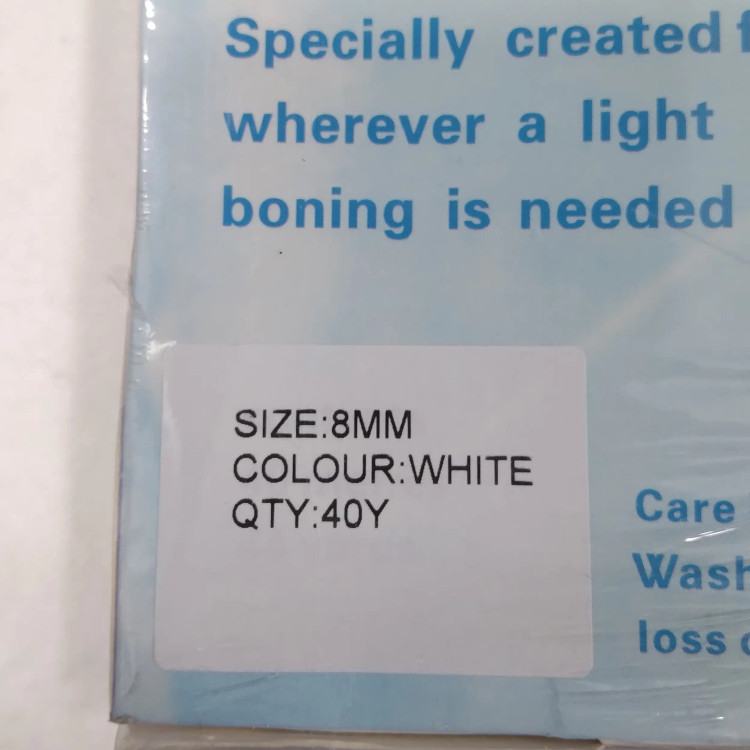 Specially created f
wherever a light
boning is needed
SIZE:8MM
COLOUR:WHITE
QTY:40Y
Care
Wash
loss